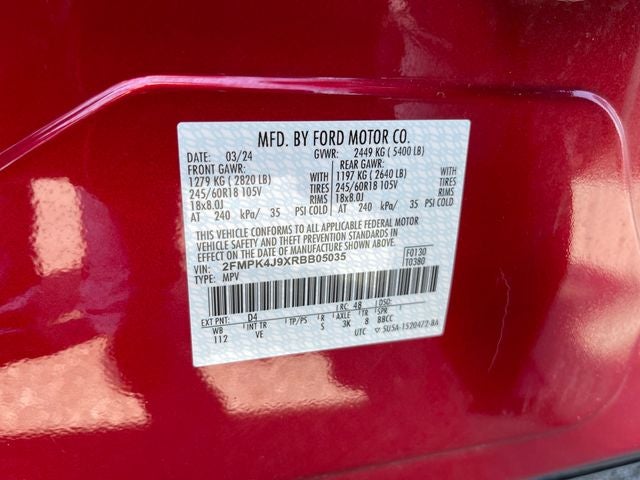 MFD. BY FORD MOTOR CO.
DATE: 03/24 GVWR: 2449 KG ( 5400 LB)
FRONT GAWR: REAR GAWR:
1279 KG ( 2820 LB) 1197 KG ( 2640 LB)
245/60R18 105V TIRES 245/60R18 105V TIRES
18x8.0J RIMS 18x8.0J RIMS
AT 240 kPa/ 35 PSI COLD AT 240 kPa/ 35 PSI COLD
THIS VEHICLE CONFORMS TO ALL APPLICABLE FEDERAL MOTOR
VEHICLE SAFETY AND THEFT PREVENTION STANDARDS IN
EFFECT ON THE DATE OF MANUFACTURE SHOWN ABOVE.
VIN: 2FMPK4J9XRBB05035 F0130
TYPE: MPV T0380
EXT PNT: D4 RC: 48 DSO:
WB INT TR TP/PS R AXLE TR SPR
112 VE S 3K 8 BBCC
UTC